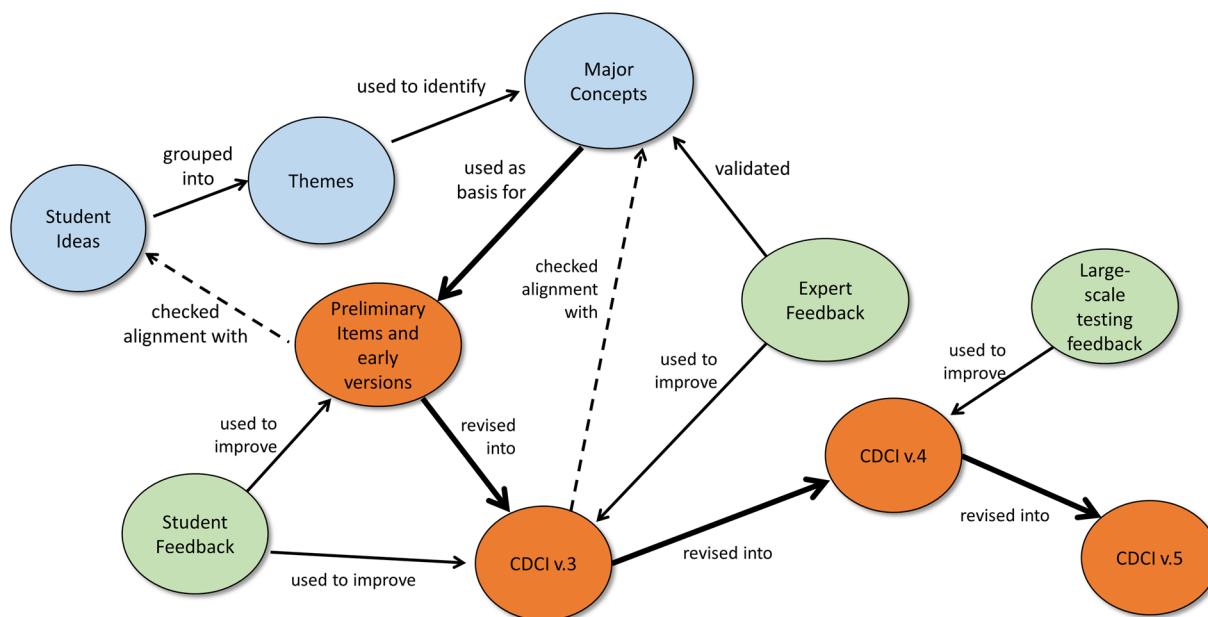 Major
Concepts
used to identify
grouped
into
Themes
used as
basis for
validated
Student
Ideas
checked
alignment with
Preliminary
Items and
early
versions
checked
alignment
with
Expert
Feedback
Large-
scale
testing
feedback
used to
improve
used to
improve
used to
improve
revised
into
CDCI v.4
Student
Feedback
revised into
used to improve
CDCI v.3
revised into
CDCI v.5